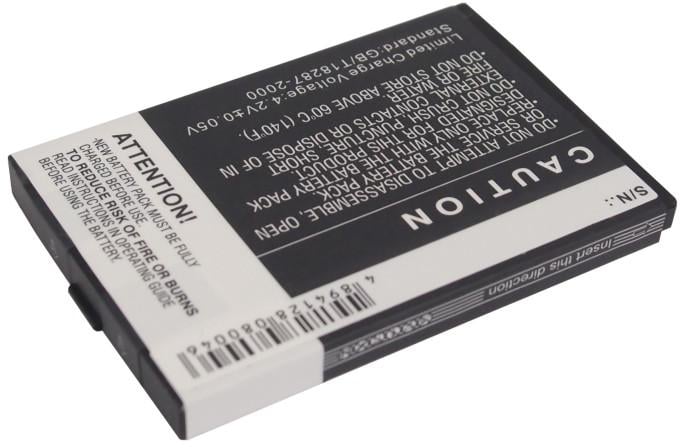 CAUTION
•DO NOT ATTEMPT TO DISASSEMBLE, OPEN
OR SERVICE THE BATTERY PACK
•REPLACE ONLY WITH THE BATTERY PACK
DESIGNATED FOR THIS PRODUCT
•DO NOT CRUSH PUNCTURE, SHORT
EXTERNAL CONTACTS OR DISPOSE OF IN
FIRE OR WATER
•DO NOT STORE ABOVE 60°C (140°F).
Standard:GB/T18287-2000
Limited Charge Voltage:4.2V±0.05V
S/N.:
ATTENTION!
•NEW BATTERY PACK MUST BE FULLY
CHARGED BEFORE USE.
TO REDUCE RISK OF FIRE OR BURNS
READ INSTRUCTIONS IN OPERATING GUIDE
BEFORE USING THE BATTERY.
4894128080046
Insert this direction